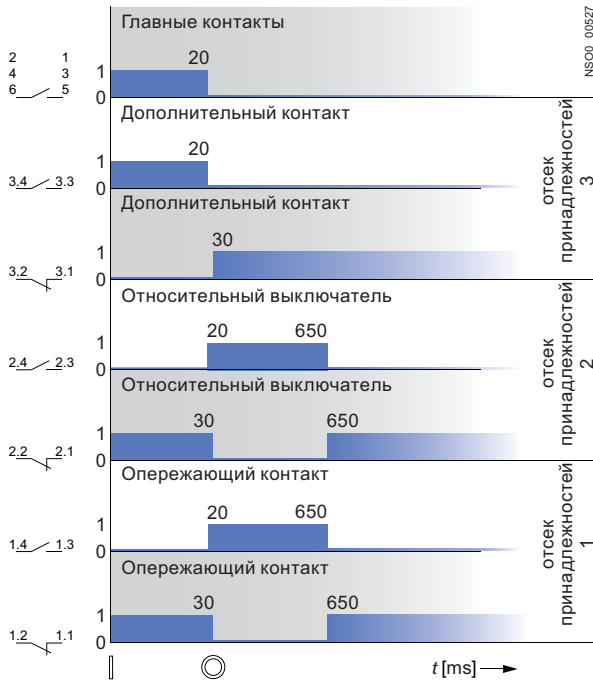 NSO0 00527
Главные контакты
2 1
4 3
6 5
20
1
0
Дополнительный контакт
20
1
0
3.4 3.3
Дополнительный контакт
30
1
0
3.2 3.1
отсек
принадлежностей
3
Относительный выключатель
20 650
1
0
2.4 2.3
Относительный выключатель
30 650
1
0
2.2 2.1
отсек
принадлежностей
2
Опережающий контакт
20 650
1
0
1.4 1.3
Опережающий контакт
30 650
1
0
1.2 1.1
отсек
принадлежностей
1
t [ms]